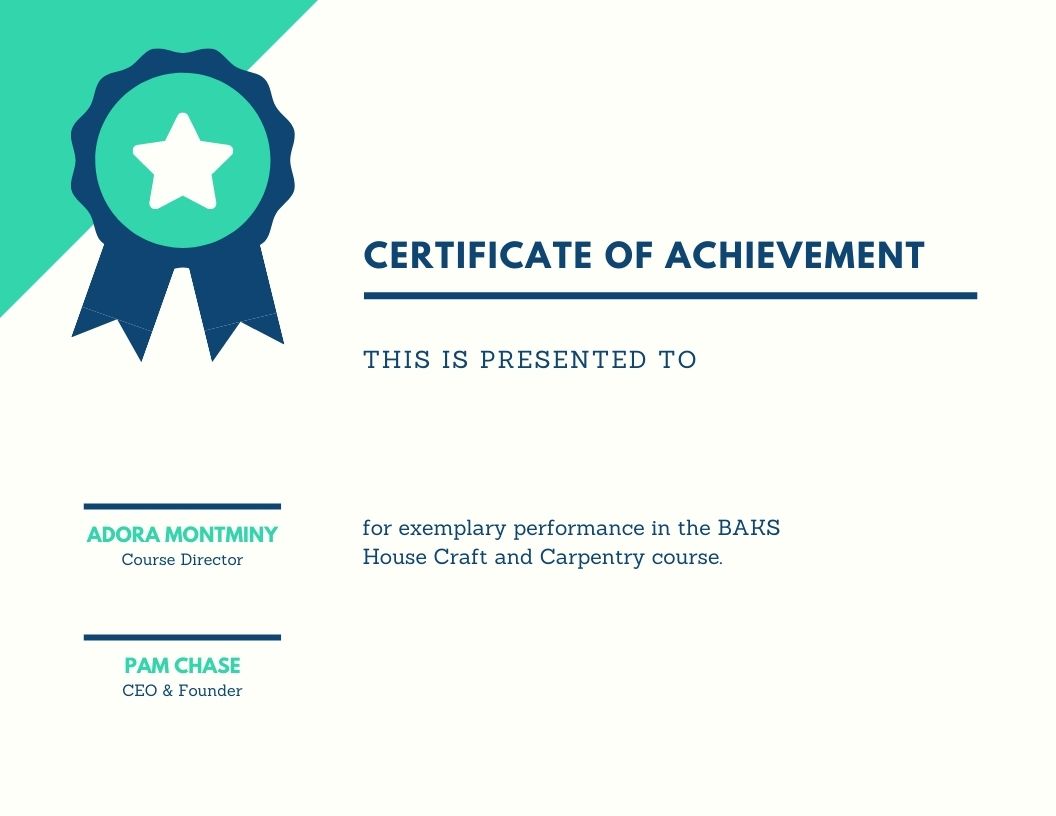 CERTIFICATE OF ACHIEVEMENT
THIS IS PRESENTED TO
for exemplary performance in the BAKS
House Craft and Carpentry course.
ADORA MONTMINY
Course Director
PAM CHASE
CEO & Founder